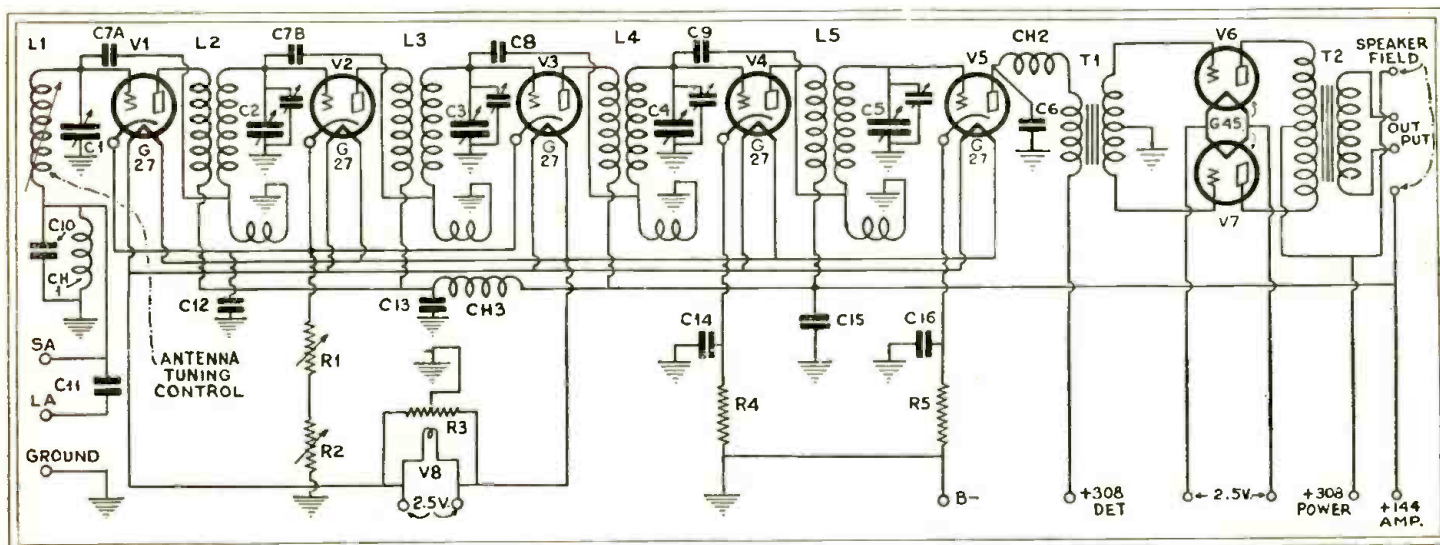 L1
C7A
V1
L2
C7B
V2
L3
C8
V3
L4
C9
V4
L5
V5
CH2
T1
V6
T2
SPEAKER
FIELD
C1
G
27
C2
G
27
C3
G
27
C4
G
27
C5
G
27
C6
G45
OUT
PUT
V7
C10
CH
1
C12
C13
CH3
C14
C15
C16
SA
C11
LA
GROUND
ANTENNA
TUNING
CONTROL
R1
R2
R3
V8
2.5V.
R4
R5
B-
+308
DET
2.5V.
+308
POWER
+144
AMP.